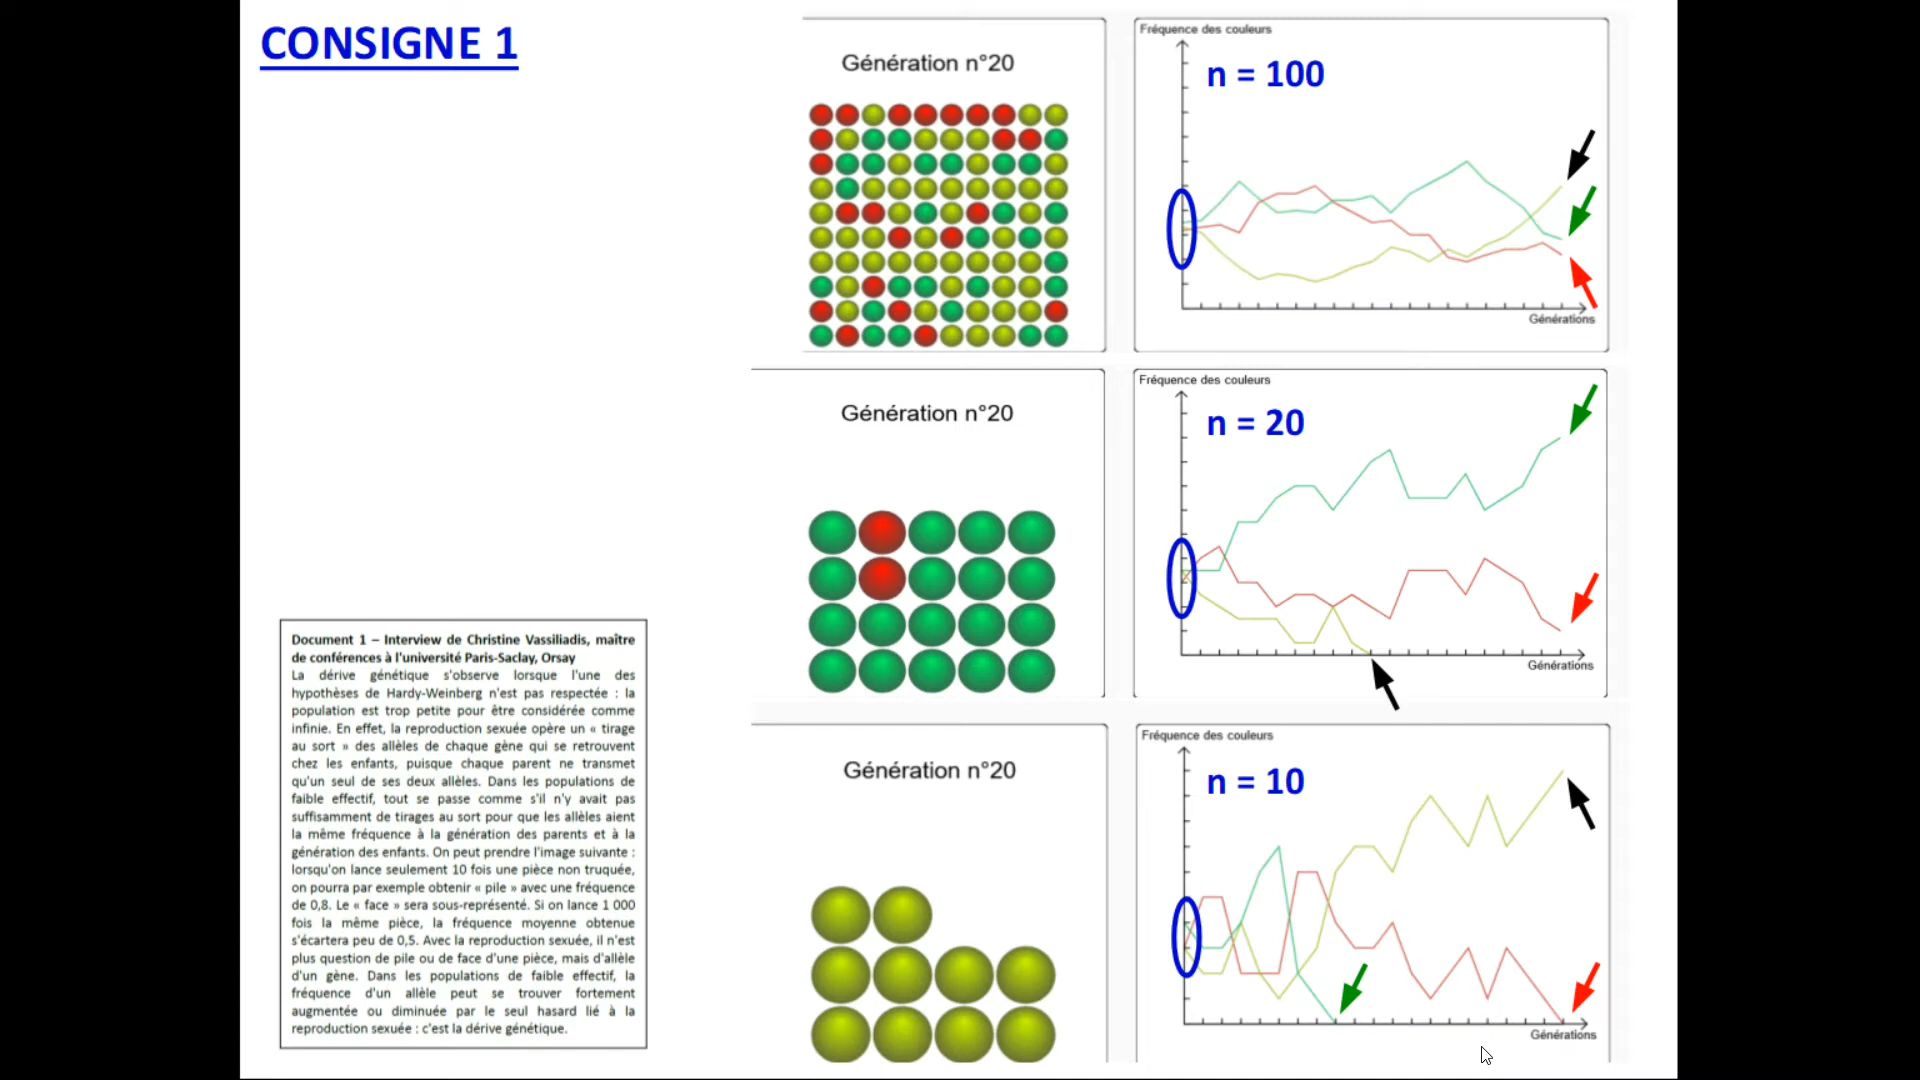 CONSIGNE 1
Génération n°20
Fréquence des couleurs
n = 100
Générations
Génération n°20
Fréquence des couleurs
n = 20
Générations
Génération n°20
Fréquence des couleurs
n = 10
Générations
Document 1 – Interview de Christine Vassiliadis, maître
de conférences à l'université Paris-Saclay, Orsay
La dérive génétique s'observe lorsque l'une des
hypothèses de Hardy-Weinberg n'est pas respectée : la
population est trop petite pour être considérée comme
infinie. En effet, la reproduction sexuée opère un « tirage
au sort » des allèles de chaque gène qui se retrouvent
chez les enfants, puisque chaque parent ne transmet
qu'un seul de ses deux allèles. Dans les populations de
faible effectif, tout se passe comme s'il n'y avait pas
suffisamment de tirages au sort pour que les allèles aient
la même fréquence à la génération des parents et à la
génération des enfants. On peut prendre l'image suivante :
lorsqu'on lance seulement 10 fois une pièce non truquée,
on pourra par exemple obtenir « pile » avec une fréquence
de 0,8. Le « face » sera sous-représenté. Si on lance 1 000
fois la même pièce, la fréquence moyenne obtenue
s'écartera peu de 0,5. Avec la reproduction sexuée, il n'est
plus question de pile ou de face d'une pièce, mais d'allèle
d'un gène. Dans les populations de faible effectif, la
fréquence d'un allèle peut se trouver fortement
augmentée ou diminuée par le seul hasard lié à la
reproduction sexuée : c'est la dérive génétique.